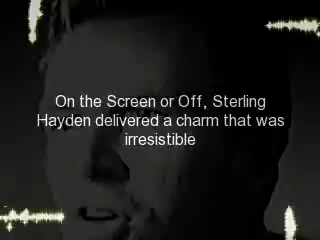 On the Screen or Off, Sterling
Hayden delivered a charm that was
irresistible